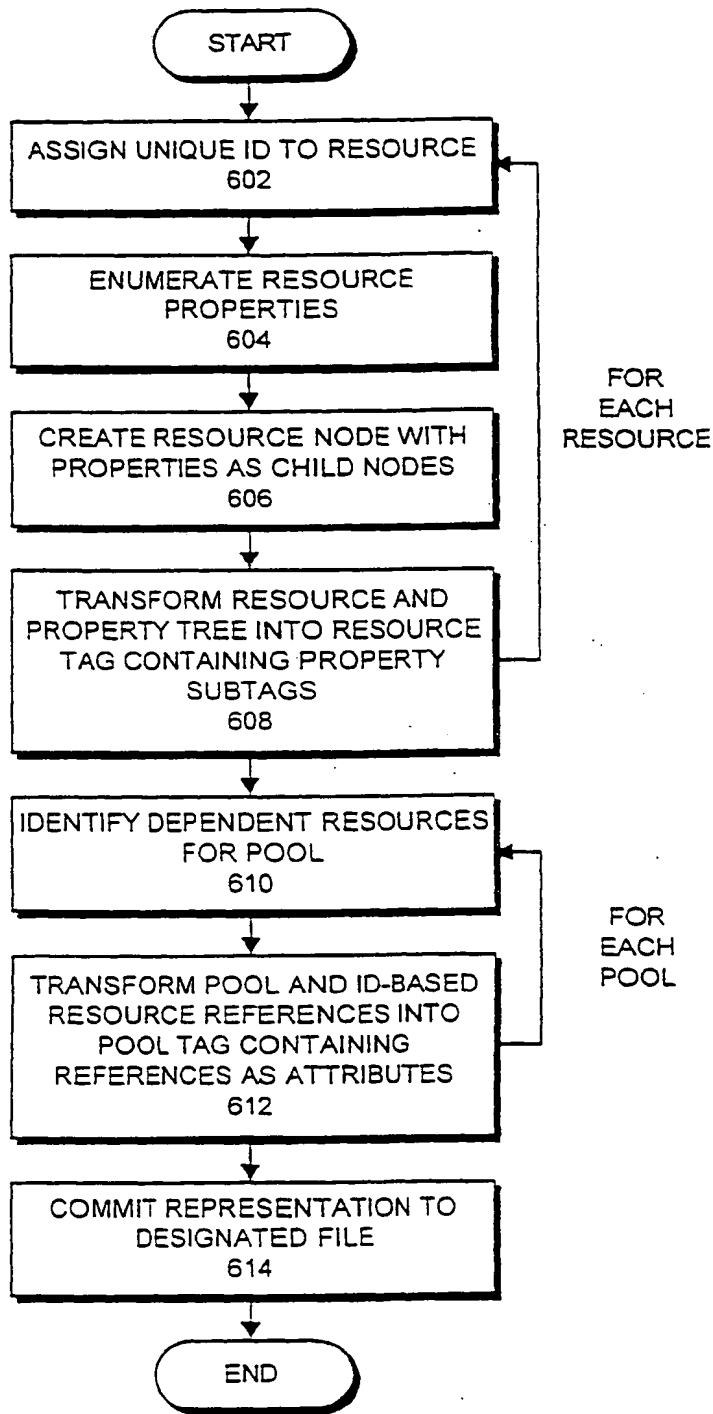 START
ASSIGN UNIQUE ID TO RESOURCE
602
ENUMERATE RESOURCE
PROPERTIES
604
CREATE RESOURCE NODE WITH
PROPERTIES AS CHILD NODES
606
TRANSFORM RESOURCE AND
PROPERTY TREE INTO RESOURCE
TAG CONTAINING PROPERTY
SUBTAGS
608
FOR
EACH
RESOURCE
IDENTIFY DEPENDENT RESOURCES
FOR POOL
610
TRANSFORM POOL AND ID-BASED
RESOURCE REFERENCES INTO
POOL TAG CONTAINING
REFERENCES AS ATTRIBUTES
612
FOR
EACH
POOL
COMMIT REPRESENTATION TO
DESIGNATED FILE
614
END